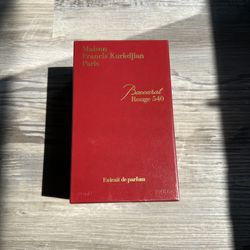 Maison
Francis Kurkdjian
Paris
Baccarat
Rouge 540
Extrait de parfum